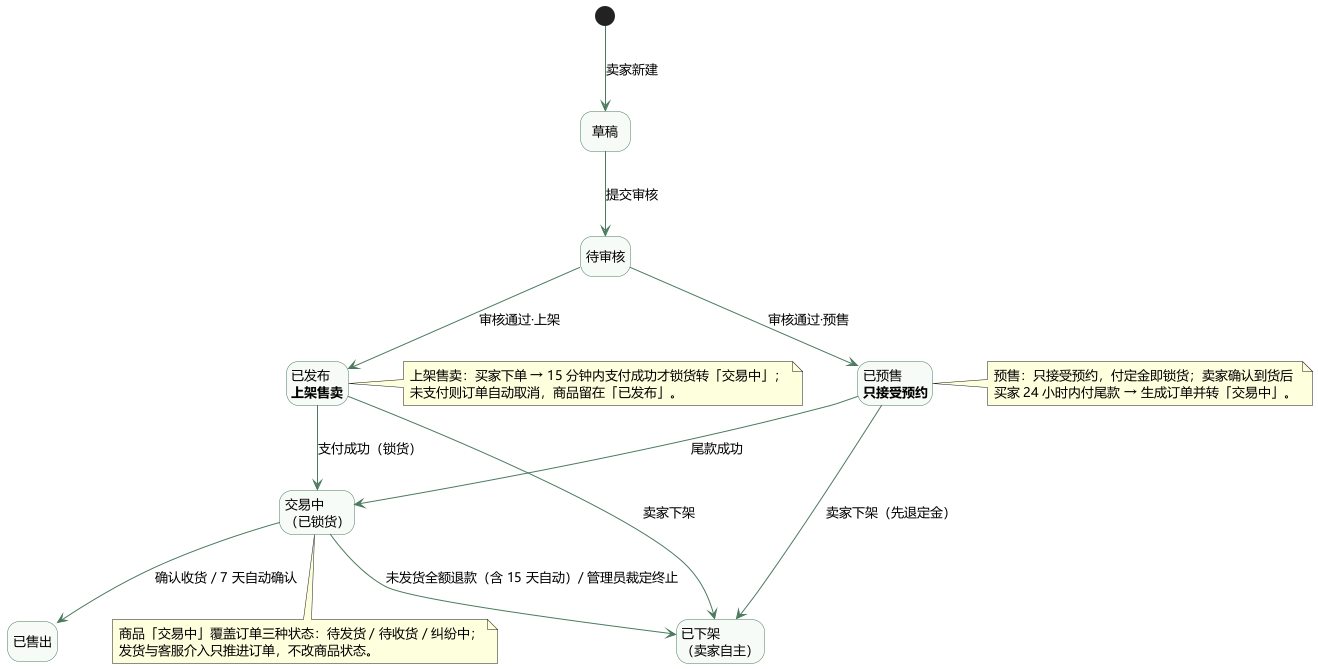 卖家新建
草稿
提交审核
待审核
审核通过·上架
审核通过·预售
已发布
上架售卖
上架售卖：买家下单 → 15 分钟内支付成功才锁货转「交易中」；
未支付则订单自动取消，商品留在「已发布」。
已预售
只接受预约
预售：只接受预约，付定金即锁货；卖家确认到货后
买家 24 小时内付尾款 → 生成订单并转「交易中」。
支付成功（锁货）
尾款成功
交易中
（已锁货）
卖家下架
卖家下架（先退定金）
确认收货 / 7 天自动确认
未发货全额退款（含 15 天自动）/ 管理员裁定终止
已售出
商品「交易中」覆盖订单三种状态：待发货 / 待收货 / 纠纷中；
发货与客服介入只推进订单，不改商品状态。
已下架
（卖家自主）